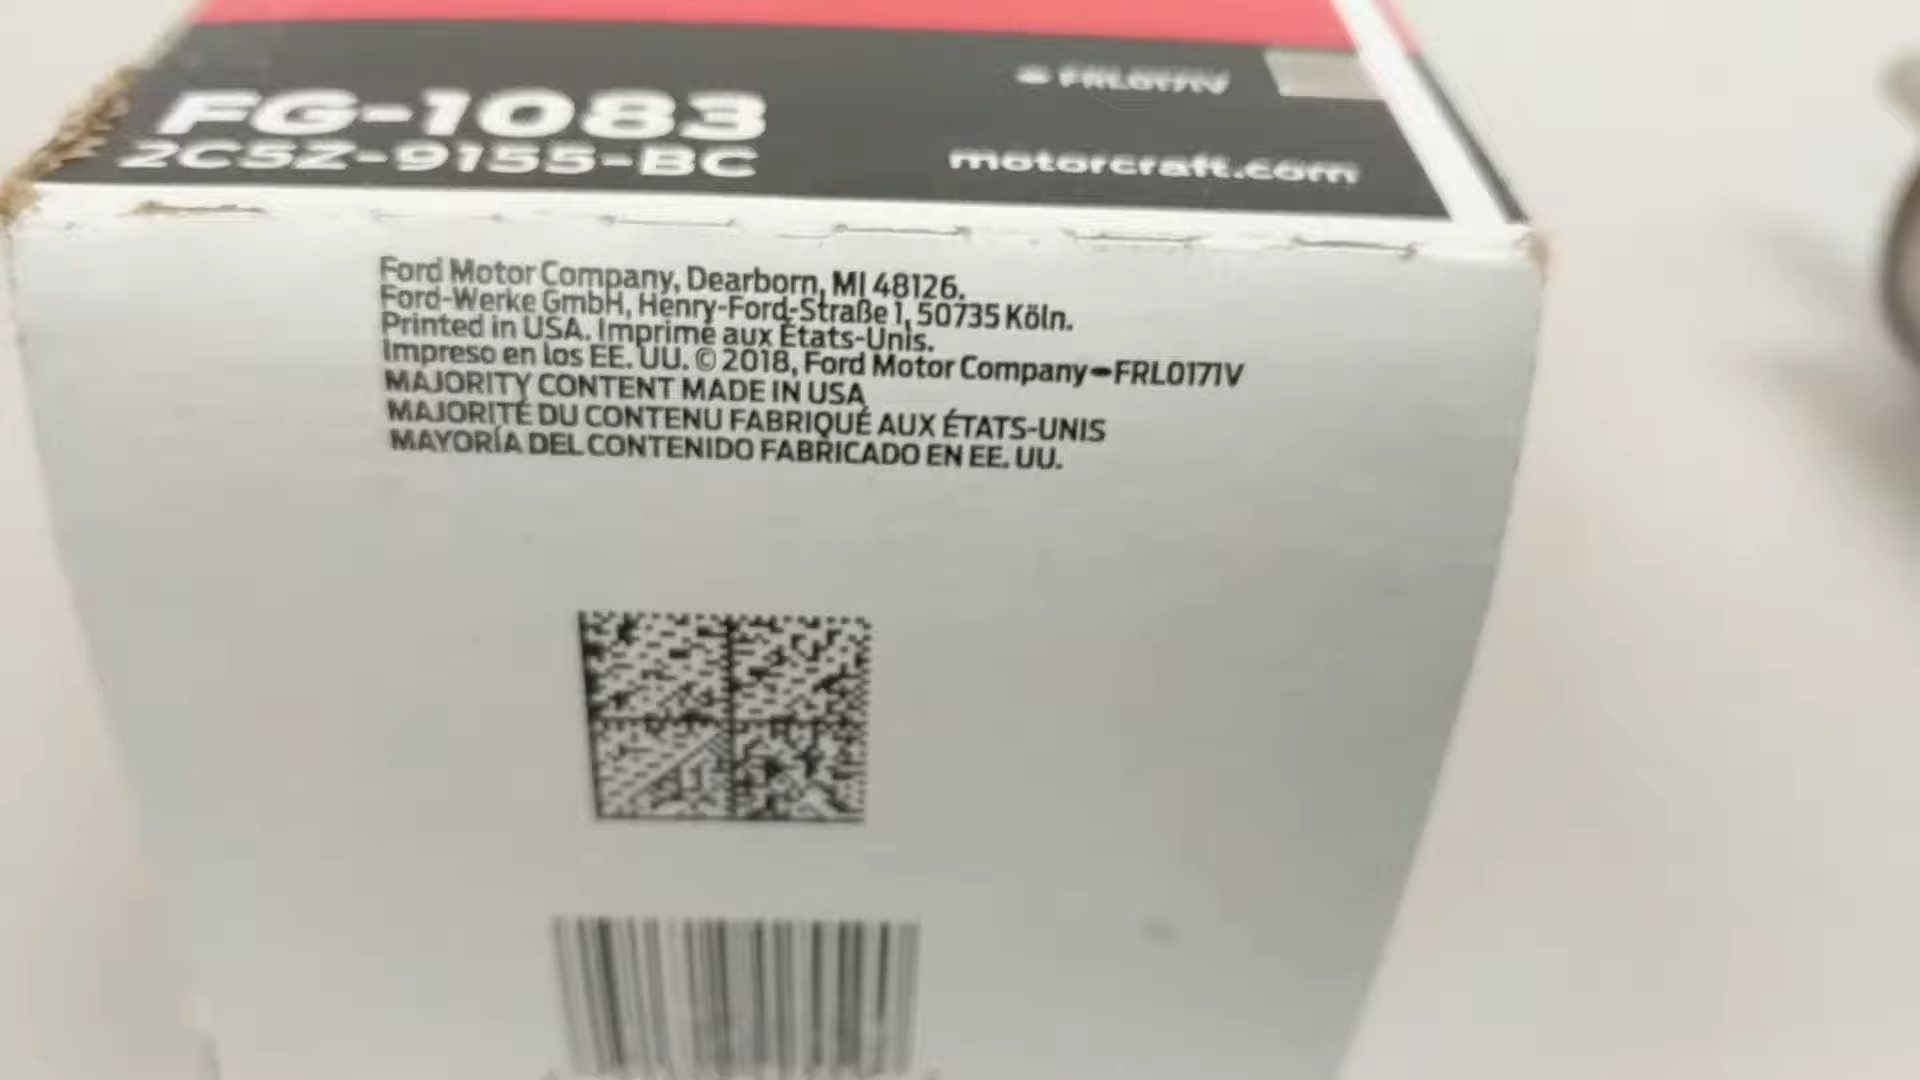 FG-1083
2C5Z-9155-BC
FRL0171V
motorcraft.com
Ford Motor Company, Dearborn, MI 48126.
Ford-Werke GmbH, Henry-Ford-Straße 1, 50735 Köln.
Printed in USA. Imprimé aux États-Unis.
Impreso en los EE. UU. © 2018, Ford Motor Company-FRL0171V
MAJORITY CONTENT MADE IN USA
MAJORITÉ DU CONTENU FABRIQUÉ AUX ÉTATS-UNIS
MAYORÍA DEL CONTENIDO FABRICADO EN EE. UU.